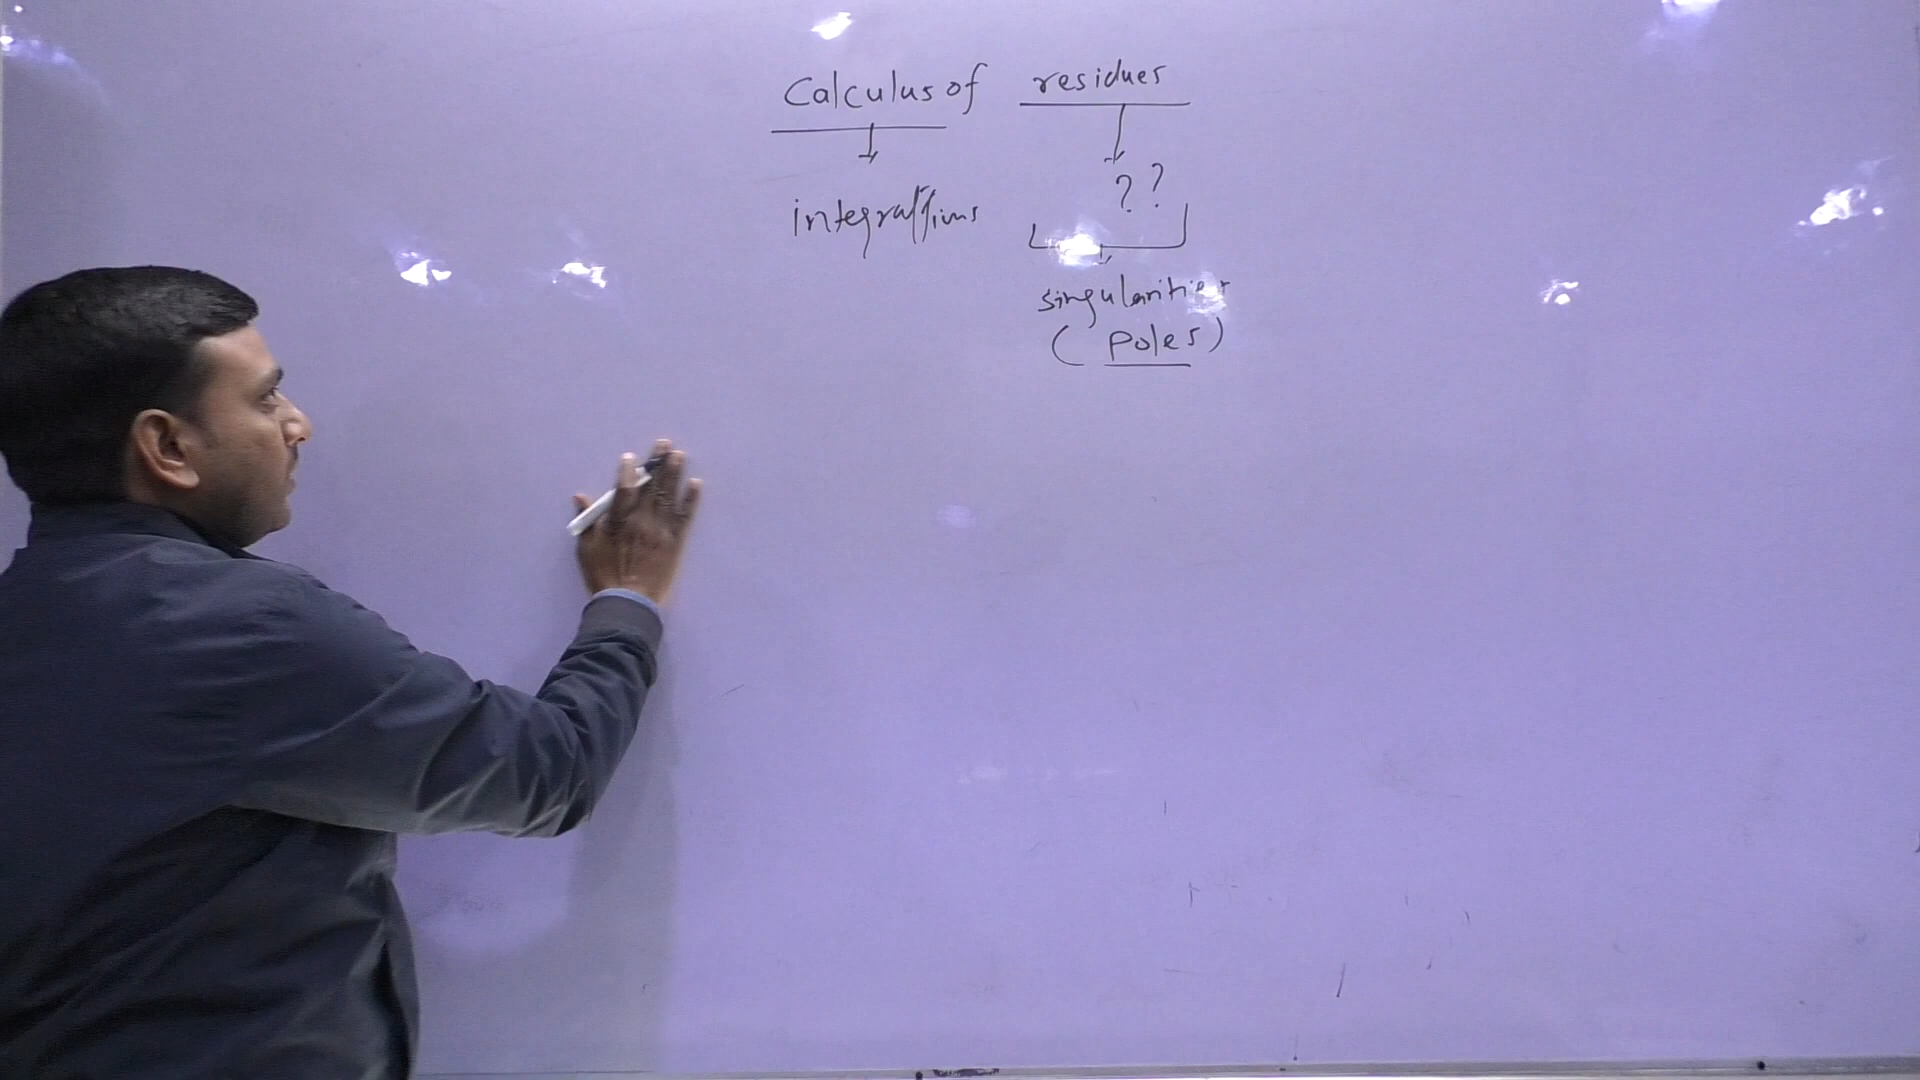 Calculus of residues
integrations
? ?
singularities
(Poles)